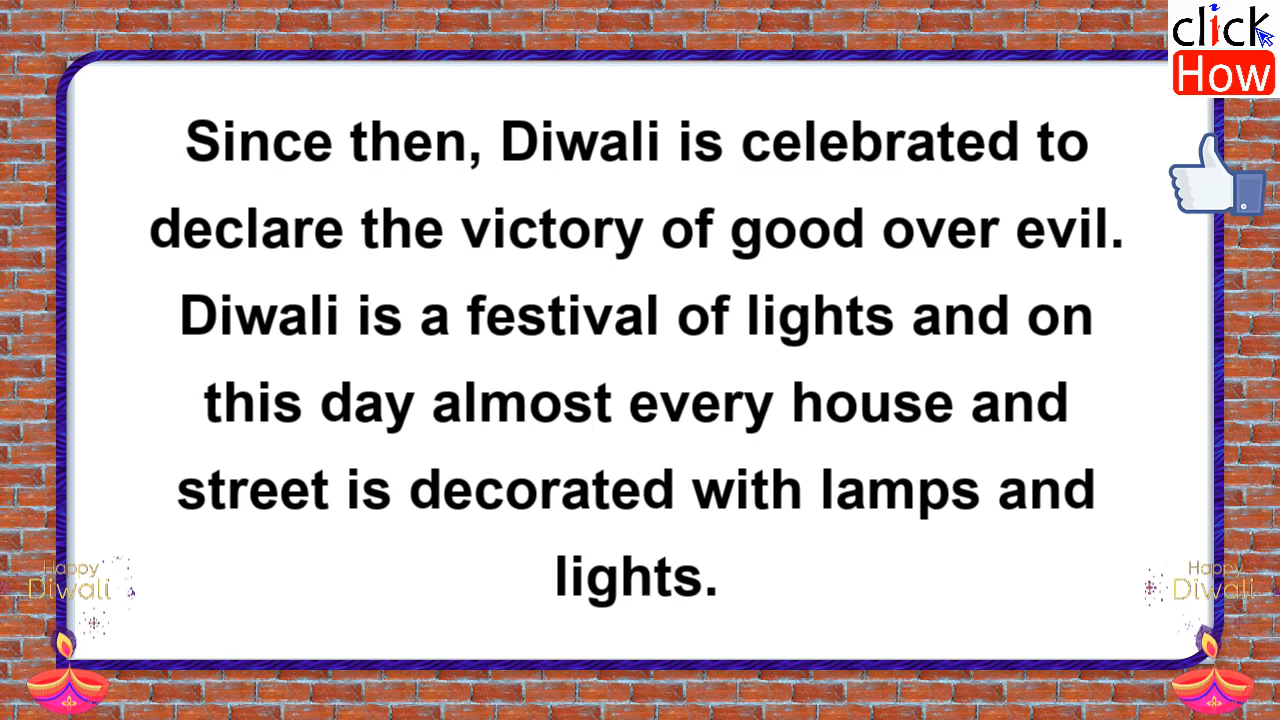 click
How
Since then, Diwali is celebrated to
declare the victory of good over evil.
Diwali is a festival of lights and on
this day almost every house and
street is decorated with lamps and
lights.
Happy
Diwali
Happy
Diwali